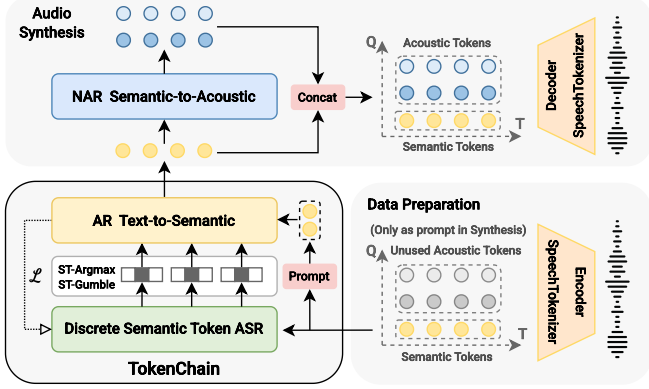 Audio
Synthesis
NAR Semantic-to-Acoustic
Concat
Q
Acoustic Tokens
T
Semantic Tokens
Decoder
SpeechTokenizer
AR Text-to-Semantic
ST-Argmax
ST-Gumble
ℒ
Prompt
Discrete Semantic Token ASR
TokenChain
Data Preparation
(Only as prompt in Synthesis)
Q
Unused Acoustic Tokens
T
Semantic Tokens
Encoder
SpeechTokenizer